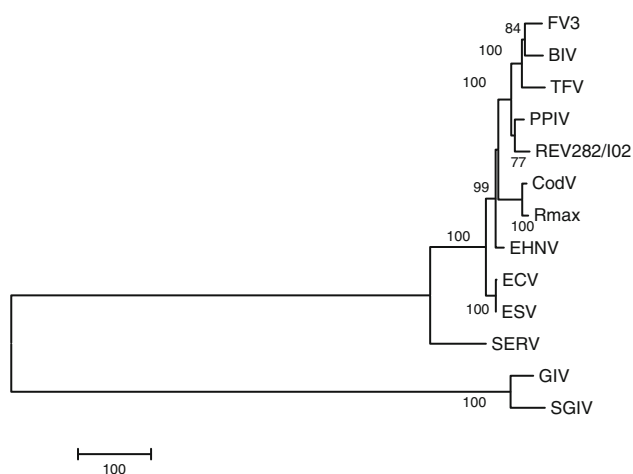 84
FV3
100
BIV
100
TFV
PPIV
REV282/I02
77
CodV
99
Rmax
100
100
EHNV
ECV
100
ESV
SERV
GIV
100
SGIV
100